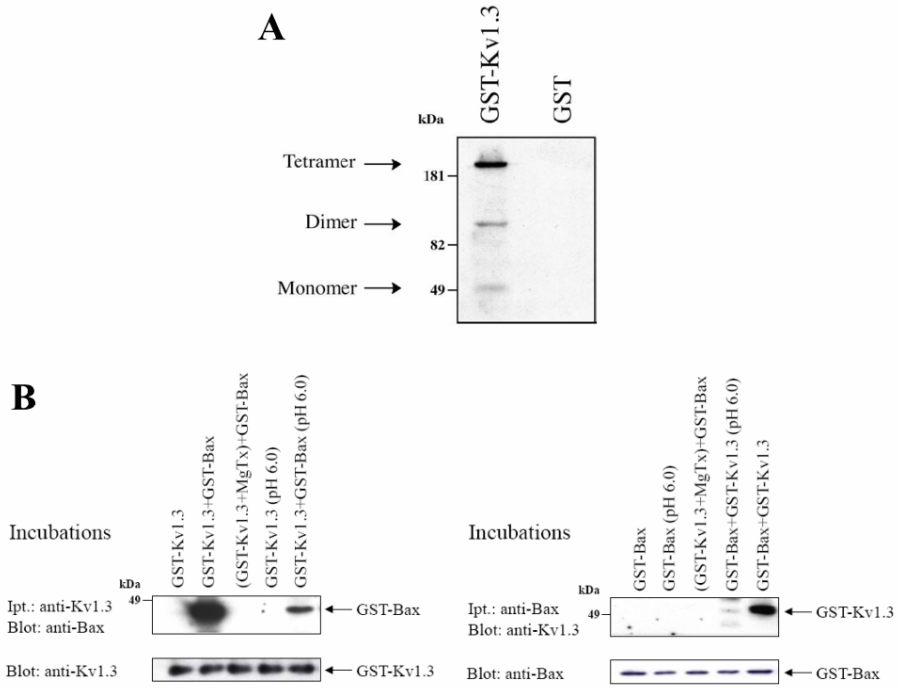 A
GST-Kv1.3
GST
kDa
Tetramer
181
Dimer
82
Monomer
49
B
Incubations
GST-Kv1.3
GST-Kv1.3+GST-Bax
(GST-Kv1.3+MgTx)+GST-Bax
GST-Kv1.3 (pH 6.0)
GST-Kv1.3+GST-Bax (pH 6.0)
kDa
49
Ipt.: anti-Kv1.3
Blot: anti-Bax
GST-Bax
Blot: anti-Kv1.3
GST-Kv1.3
Incubations
GST-Bax
GST-Bax (pH 6.0)
(GST-Kv1.3+MgTx)+GST-Bax
GST-Bax+GST-Kv1.3 (pH 6.0)
GST-Bax+GST-Kv1.3
kDa
49
Ipt.: anti-Bax
Blot: anti-Kv1.3
GST-Kv1.3
Blot: anti-Bax
GST-Bax